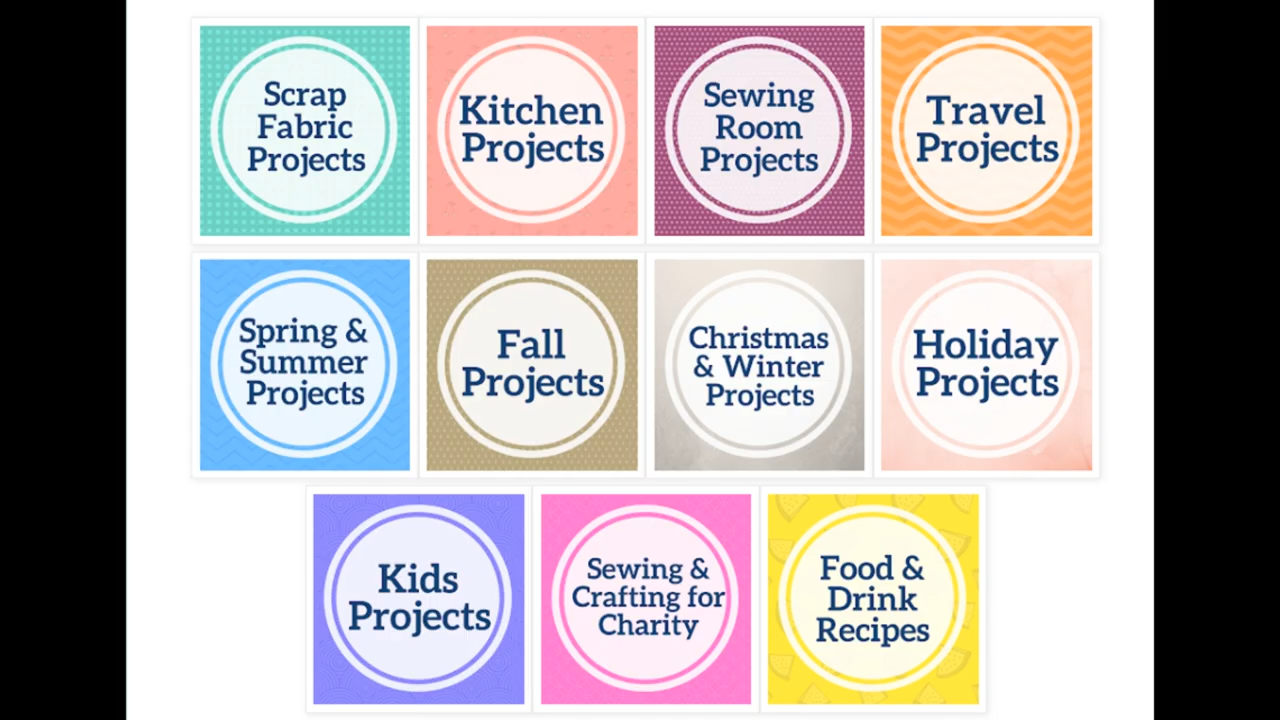 Scrap
Fabric
Projects
Kitchen
Projects
Sewing
Room
Projects
Travel
Projects
Spring &
Summer
Projects
Fall
Projects
Christmas
& Winter
Projects
Holiday
Projects
Kids
Projects
Sewing &
Crafting for
Charity
Food &
Drink
Recipes